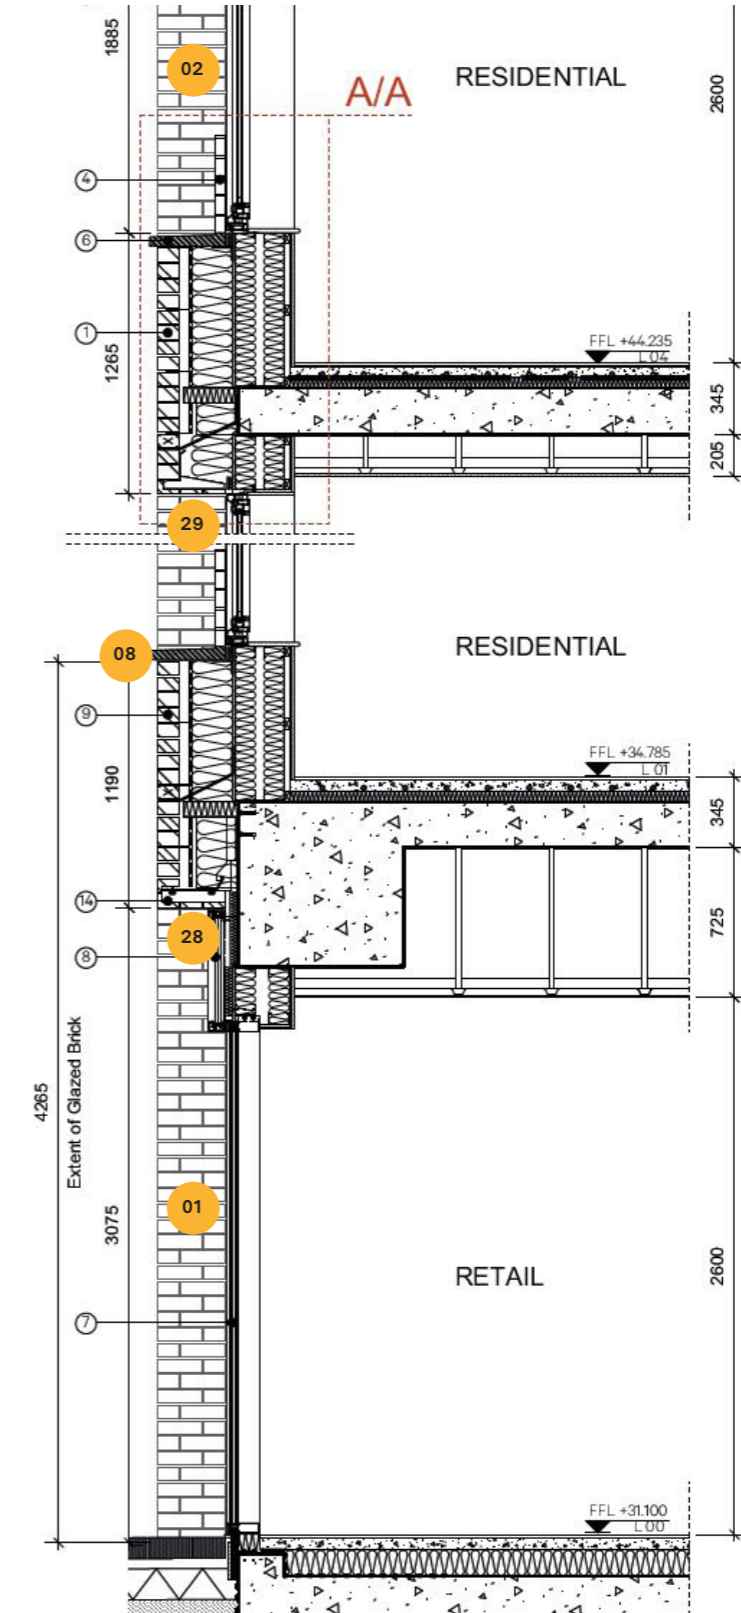 1885
02
A/A
RESIDENTIAL
2600
4
6
1
1265
FFL +44.235
L 04
345
205
29
08
RESIDENTIAL
9
1190
FFL +34.785
L 01
345
14
28
725
8
4265
Extent of Glazed Brick
3075
01
RETAIL
2600
7
FFL +31.100
L 00